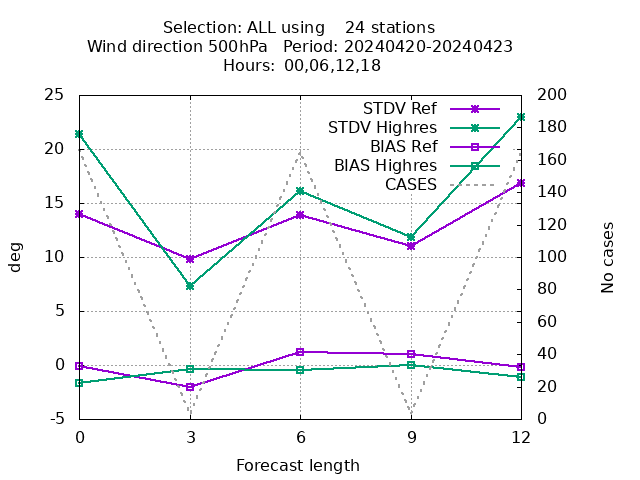 Selection: ALL using    24 stations
Wind direction 500hPa   Period: 20240420-20240423
Hours: 00,06,12,18
25
20
15
10
5
0
-5
200
180
160
140
120
100
80
60
40
20
0
STDV Ref
STDV Highres
BIAS Ref
BIAS Highres
CASES
deg
No cases
0
3
6
9
12
Forecast length